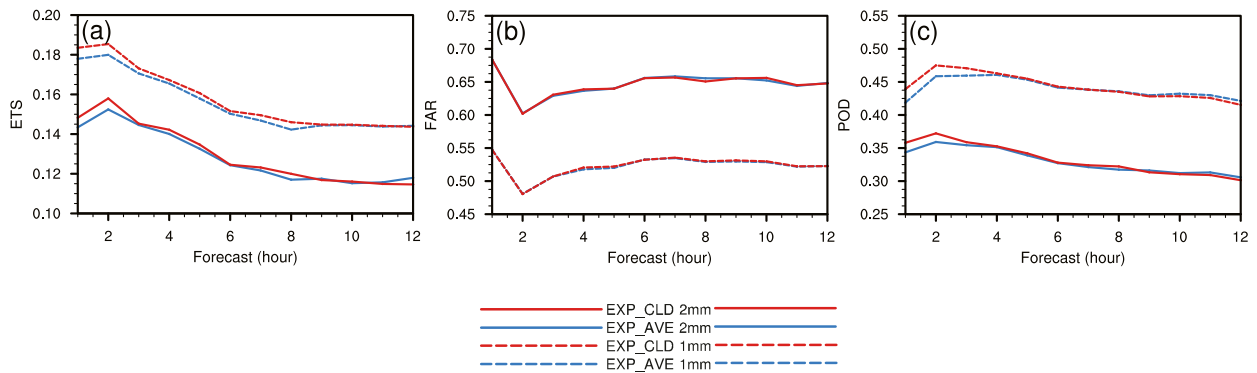 (a)
0.20
0.18
0.16
0.14
0.12
0.10
ETS
2 4 6 8 10 12
Forecast (hour)
(b)
0.75
0.70
0.65
0.60
0.55
0.50
0.45
FAR
2 4 6 8 10 12
Forecast (hour)
(c)
0.55
0.50
0.45
0.40
0.35
0.30
0.25
POD
2 4 6 8 10 12
Forecast (hour)
EXP_CLD 2mm
EXP_AVE 2mm
EXP_CLD 1mm
EXP_AVE 1mm